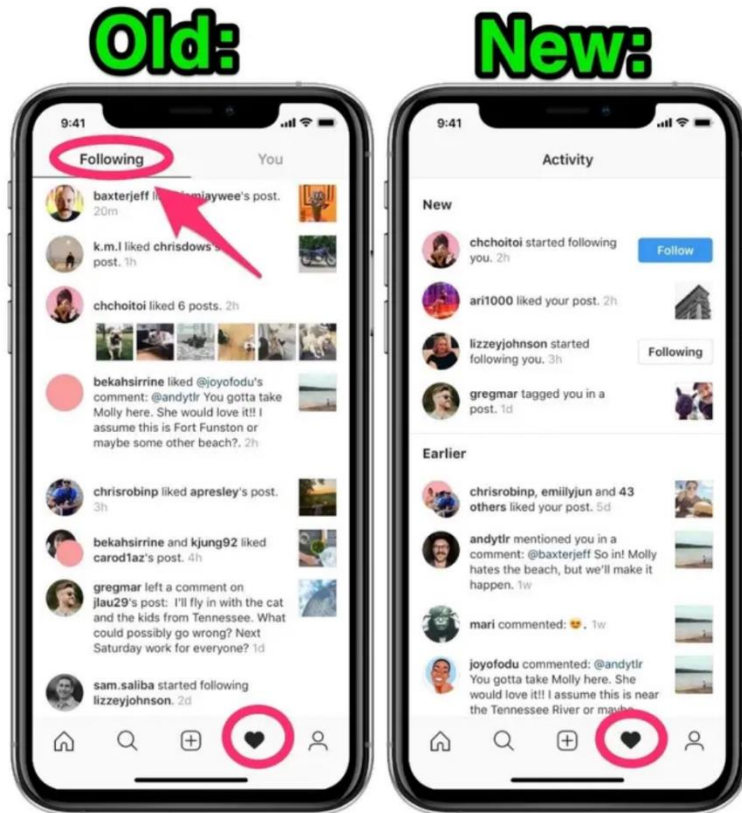 Old:
9:41
Following
You
baxterjeff
miaywee's post.
20m
k.m.l liked chrisdows
post. 1h
chchoitoi liked 6 posts. 2h
bekahsirrine liked @joyofodu's
comment: @andytlr You gotta take
Molly here. She would love it!! I
assume this is Fort Funston or
maybe some other beach?. 2h
chrisrobinp liked apresley's post.
3h
bekahsirrine and kjung92 liked
carod1az's post. 4h
gregmar left a comment on
jlau29's post: I'll fly in with the cat
and the kids from Tennessee. What
could possibly go wrong? Next
Saturday work for everyone? 1d
sam.saliba started following
lizzeyjohnson. 2d
New:
9:41
Activity
New
chchoitoi started following
you. 2h
Follow
ari1000 liked your post. 2h
lizzeyjohnson started
following you. 3h
Following
gregmar tagged you in a
post. 1d
Earlier
chrisrobinp, emiilyjun and 43
others liked your post. 5d
andytlr mentioned you in a
comment: @baxterjeff So in! Molly
hates the beach, but we'll make it
happen. 1w
mari commented: 😍. 1w
joyofodu commented: @andytlr
You gotta take Molly here. She
would love it!! I assume this is near
the Tennessee River or maybe